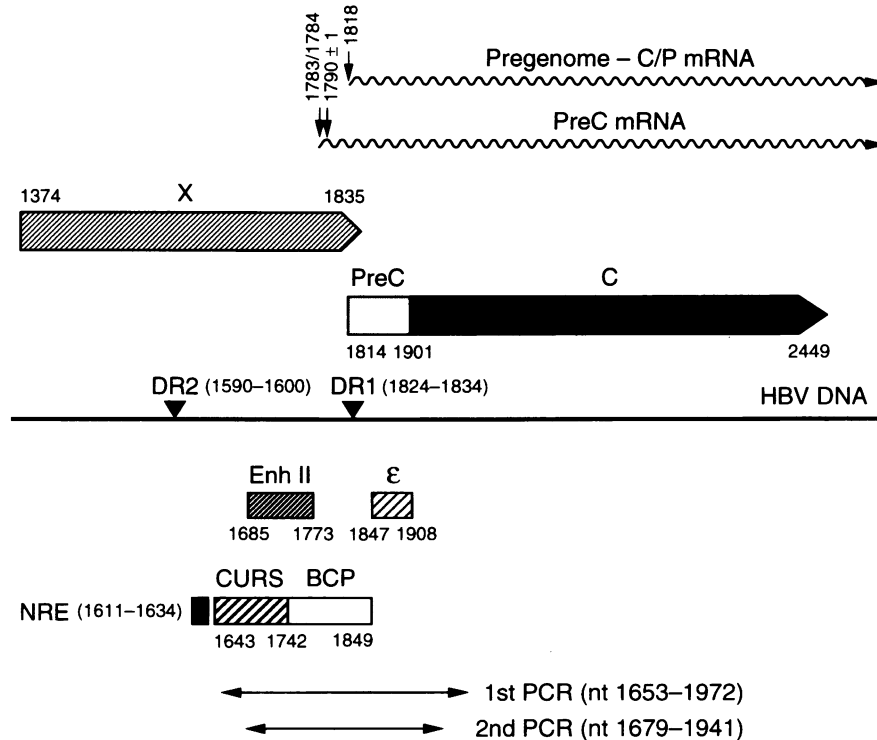 1783/1784
1790 ± 1
1818
Pregenome – C/P mRNA
PreC mRNA
1374 X 1835
PreC C
1814 1901 2449
DR2 (1590–1600) DR1 (1824–1834) HBV DNA
Enh II ε
1685 1773 1847 1908
CURS BCP
NRE (1611–1634)
1643 1742 1849
1st PCR (nt 1653–1972)
2nd PCR (nt 1679–1941)